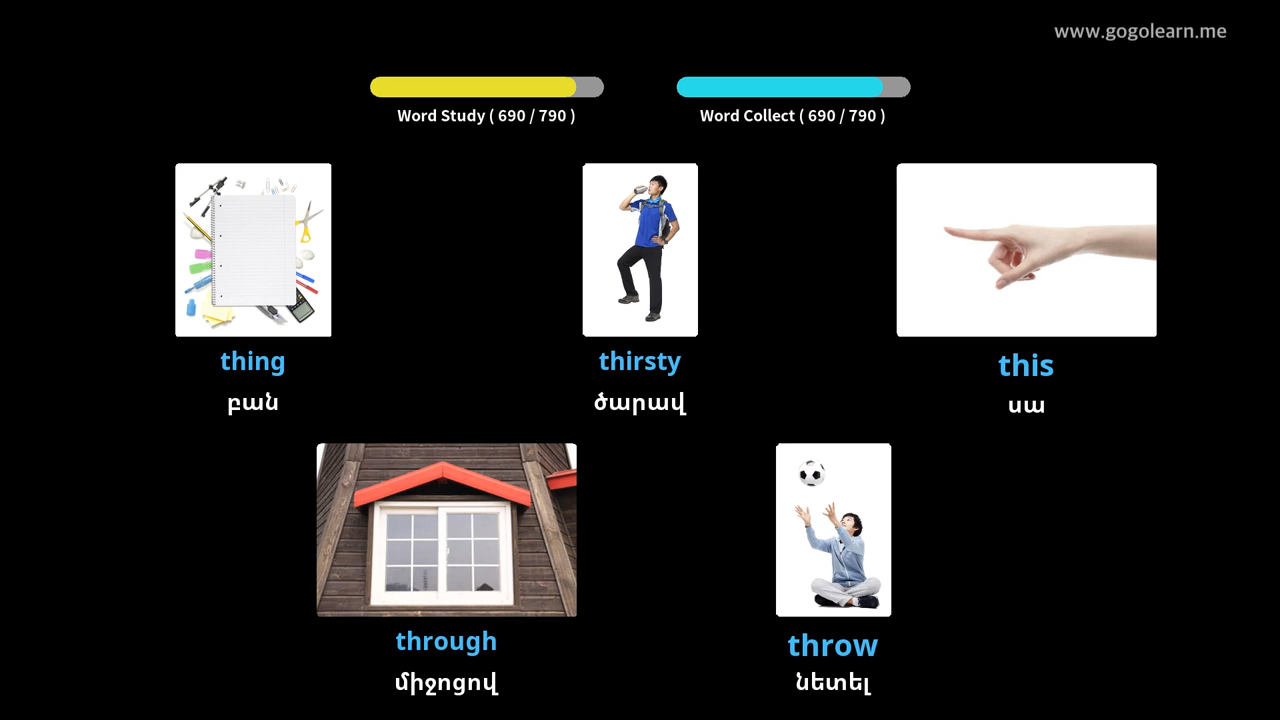 www.gogolearn.me
Word Study ( 690 / 790 )
Word Collect ( 690 / 790 )
thing
բան
thirsty
ծարավ
this
սա
through
միջոցով
throw
նետել